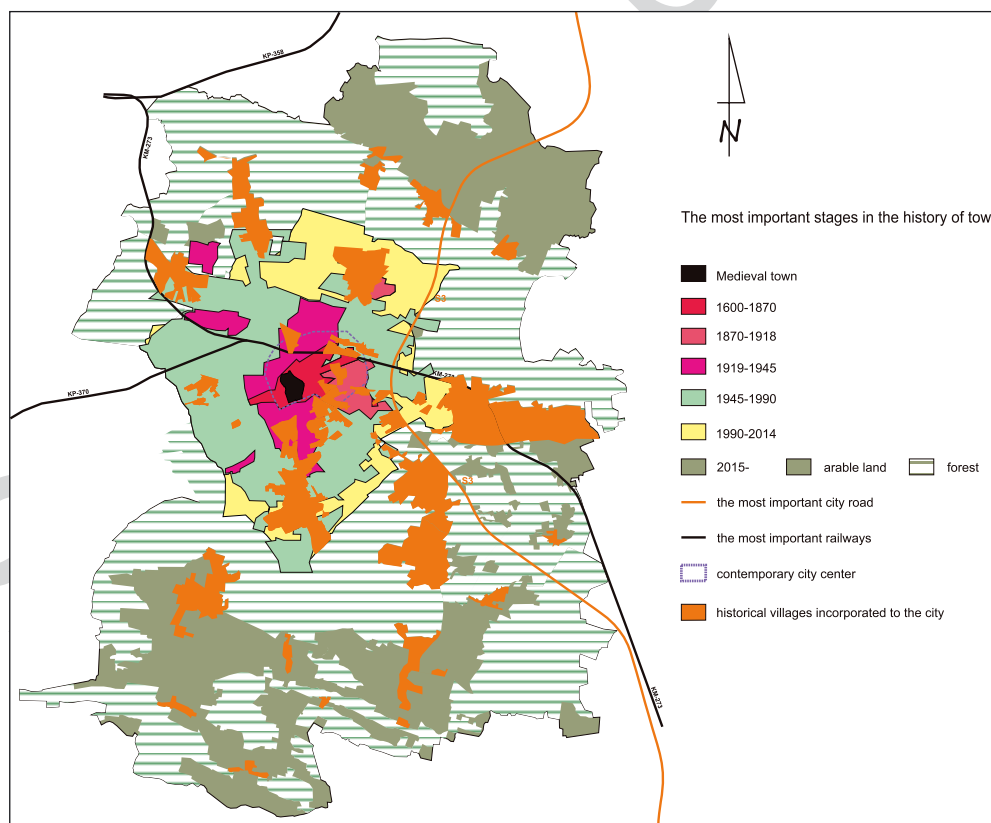 KP-358
KM-273
N
The most important stages in the history of tow
Medieval town
1600-1870
870-1918
1919-1945
1945-1990
1990-2014
2015-
arable land
forest
the most important city road
the most important railways
contemporary city center
historical villages incorporated to the city
S3
KP-370
S3
KM-273